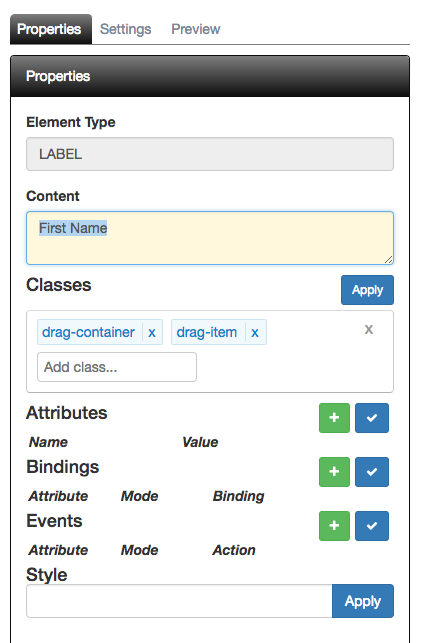 Properties Settings Preview
Properties
Element Type
LABEL
Content
First Name
Classes Apply
drag-container x drag-item x x
Add class...
Attributes
Name Value
Bindings
Attribute Mode Binding
Events
Attribute Mode Action
Style
Apply